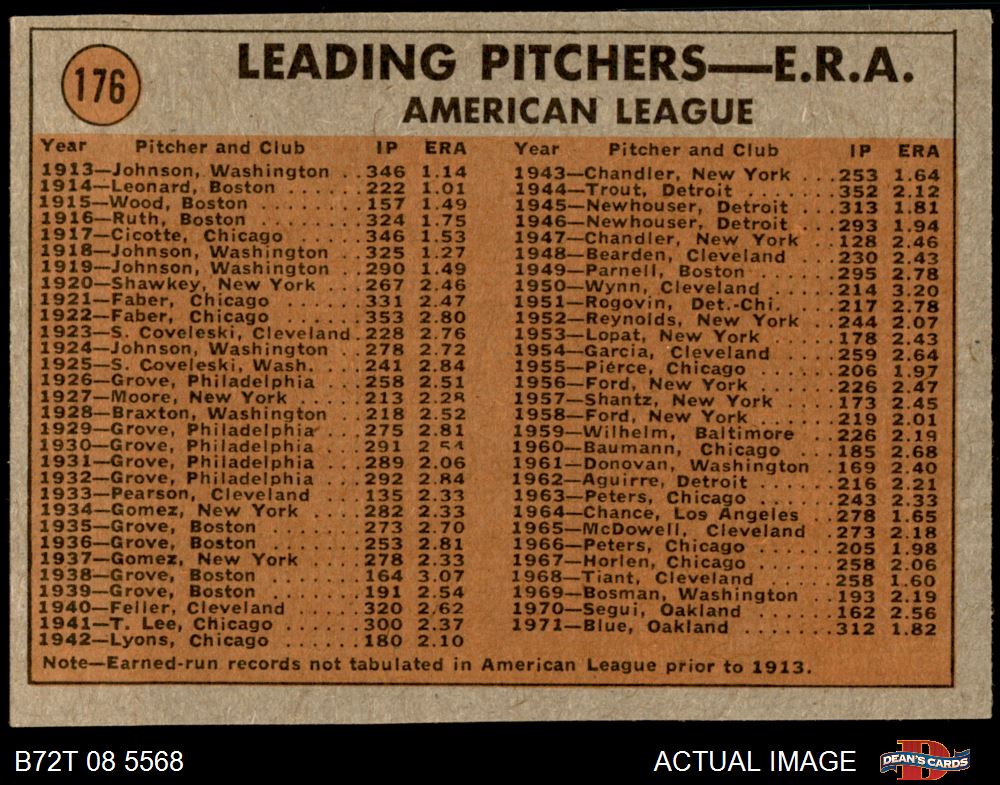 176
LEADING PITCHERS—E.R.A.
AMERICAN LEAGUE
Year Pitcher and Club IP ERA
1913—Johnson, Washington . . 346 1.14
1914—Leonard, Boston . . . . . . 222 1.01
1915—Wood, Boston . . . . . . . . 157 1.49
1916—Ruth, Boston . . . . . . . . 324 1.75
1917—Cicotte, Chicago . . . . . . 346 1.53
1918—Johnson, Washington . . 325 1.27
1919—Johnson, Washington . . 290 1.49
1920—Shawkey, New York . . . 267 2.46
1921—Faber, Chicago . . . . . . . 331 2.47
1922—Faber, Chicago . . . . . . . 353 2.80
1923—S. Coveleski, Cleveland . 228 2.76
1924—Johnson, Washington . . 278 2.72
1925—S. Coveleski, Wash. . . . . 241 2.84
1926—Grove, Philadelphia . . . 258 2.51
1927—Moore, New York . . . . . 213 2.28
1928—Braxton, Washington . . 218 2.52
1929—Grove, Philadelphia . . . 275 2.81
1930—Grove, Philadelphia . . . 291 2.54
1931—Grove, Philadelphia . . . 289 2.06
1932—Grove, Philadelphia . . . 292 2.84
1933—Pearson, Cleveland . . . . 135 2.33
1934—Gomez, New York . . . . 282 2.33
1935—Grove, Boston . . . . . . . 273 2.70
1936—Grove, Boston . . . . . . . 253 2.81
1937—Gomez, New York . . . . 278 2.33
1938—Grove, Boston . . . . . . . 164 3.07
1939—Grove, Boston . . . . . . . 191 2.54
1940—Feller, Cleveland . . . . . 320 2.62
1941—T. Lee, Chicago . . . . . . 300 2.37
1942—Lyons, Chicago . . . . . . 180 2.10
Year Pitcher and Club IP ERA
1943—Chandler, New York . . . 253 1.64
1944—Trout, Detroit . . . . . . . 352 2.12
1945—Newhouser, Detroit . . . 313 1.81
1946—Newhouser, Detroit . . . 293 1.94
1947—Chandler, New York . . . 128 2.46
1948—Bearden, Cleveland . . . 230 2.43
1949—Parnell, Boston . . . . . . 295 2.78
1950—Wynn, Cleveland . . . . . 214 3.20
1951—Rogovin, Det.-Chi. . . . . 217 2.78
1952—Reynolds, New York . . 244 2.07
1953—Lopat, New York . . . . . 178 2.43
1954—Garcia, Cleveland . . . . 259 2.64
1955—Pierce, Chicago . . . . . . 206 1.97
1956—Ford, New York . . . . . . 226 2.47
1957—Shantz, New York . . . . 173 2.45
1958—Ford, New York . . . . . . 219 2.01
1959—Wilhelm, Baltimore . . 226 2.19
1960—Baumann, Chicago . . . 185 2.68
1961—Donovan, Washington . 169 2.40
1962—Aguirre, Detroit . . . . . 216 2.21
1963—Peters, Chicago . . . . . . 243 2.33
1964—Chance, Los Angeles . . 278 1.65
1965—McDowell, Cleveland . . 273 2.18
1966—Peters, Chicago . . . . . . 205 1.98
1967—Horlen, Chicago . . . . . . 258 2.06
1968—Tiant, Cleveland . . . . . 258 1.60
1969—Bosman, Washington . . 193 2.19
1970—Segui, Oakland . . . . . . 162 2.56
1971—Blue, Oakland . . . . . . . 312 1.82
Note—Earned-run records not tabulated in American League prior to 1913.
B72T 08 5568
ACTUAL IMAGE
D
DEAN'S CARDS